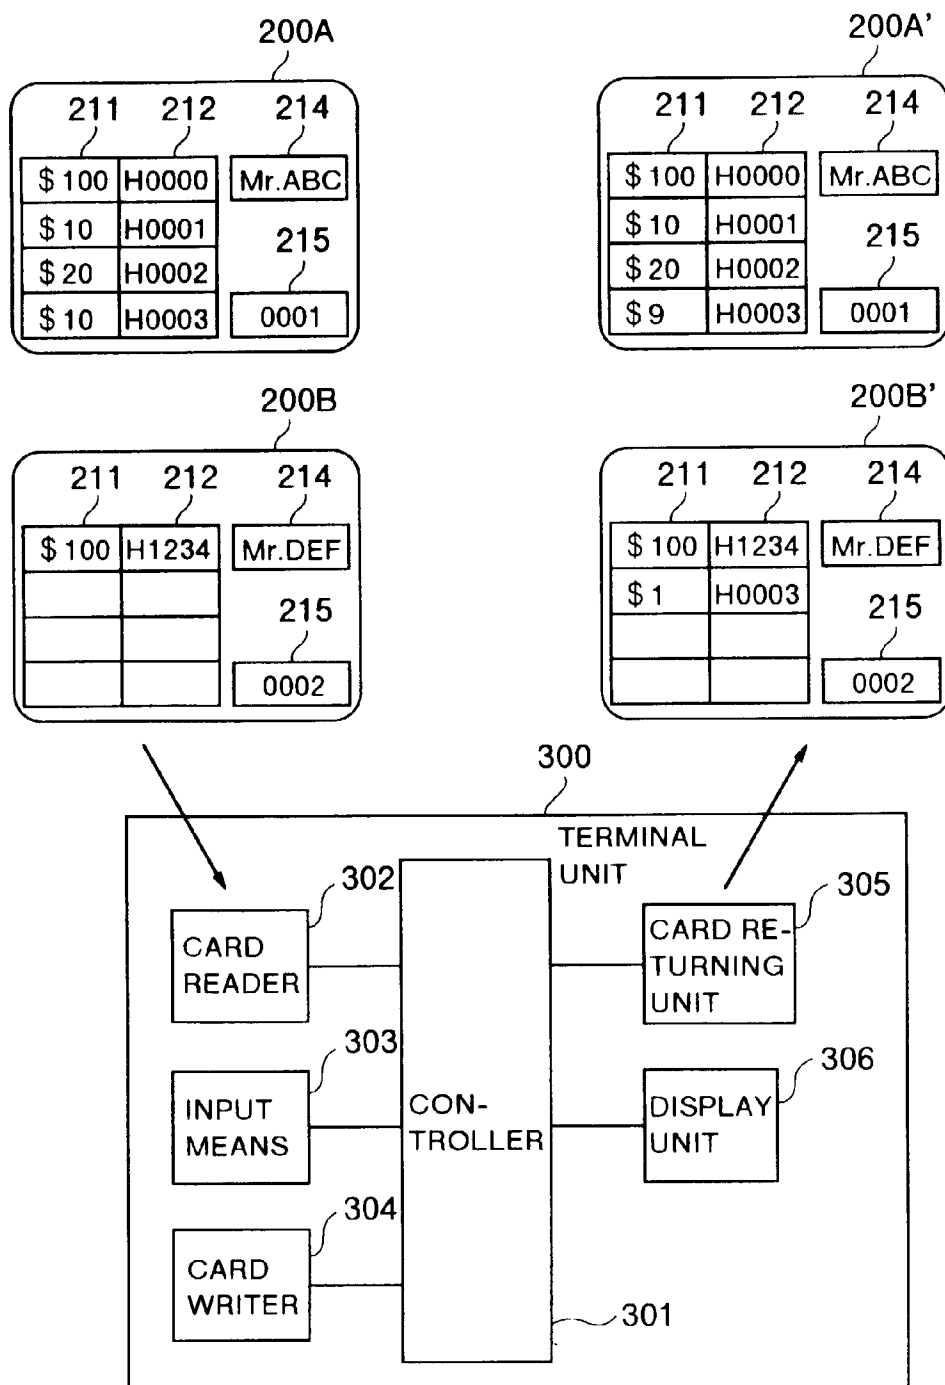 200A
211 212 214
$100 H0000 Mr.ABC
$10 H0001
215
$20 H0002
$10 H0003 0001
200A'
211 212 214
$100 H0000 Mr.ABC
$10 H0001
215
$20 H0002
$9 H0003 0001
200B
211 212 214
$100 H1234 Mr.DEF
215
0002
200B'
211 212 214
$100 H1234 Mr.DEF
$1 H0003
215
0002
300
TERMINAL
UNIT
302
CARD
READER
303
INPUT
MEANS
304
CARD
WRITER
CON-
TROLLER
301
305
CARD RE-
TURNING
UNIT
306
DISPLAY
UNIT